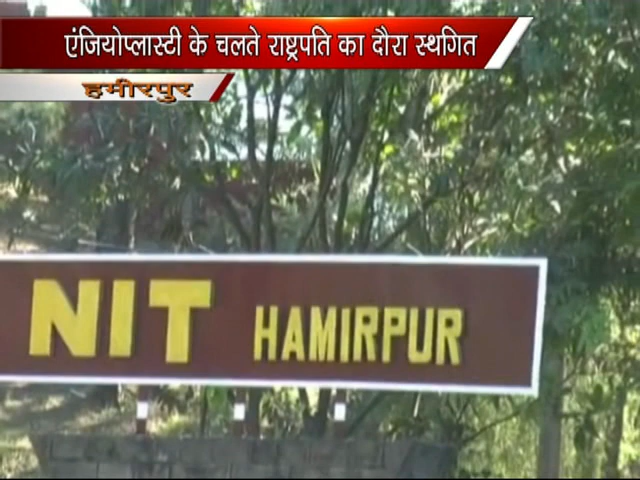 एंजियोप्लास्टी के चलते राष्ट्रपति का दौरा स्थगित
हमीरपुर
NIT HAMIRPUR